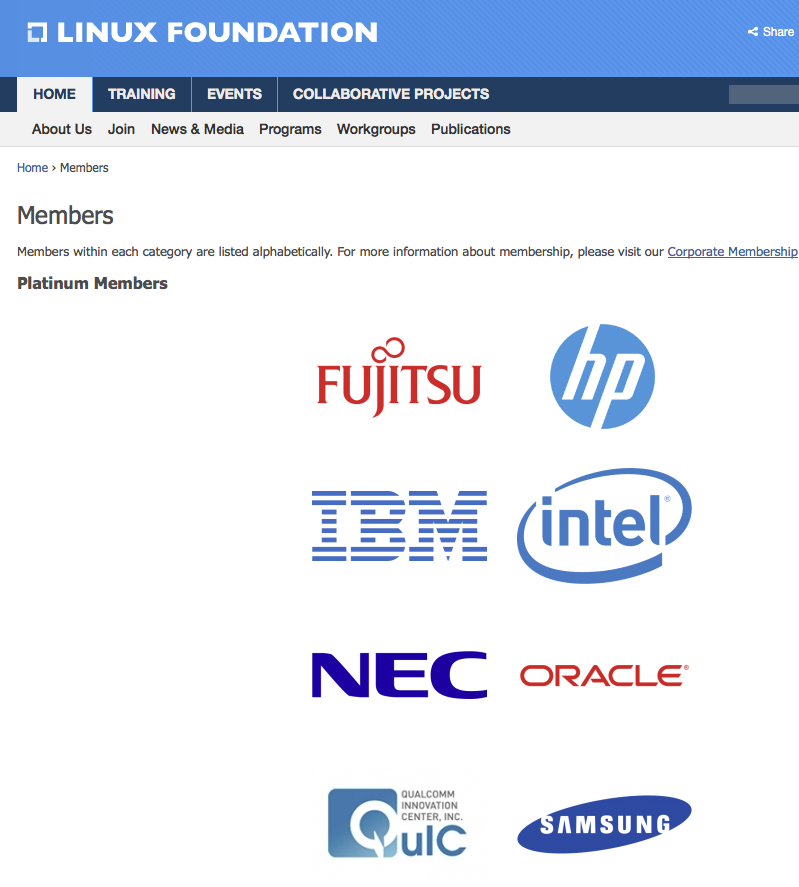 LINUX FOUNDATION
Share
HOME TRAINING EVENTS COLLABORATIVE PROJECTS
About Us Join News & Media Programs Workgroups Publications
Home › Members
Members
Members within each category are listed alphabetically. For more information about membership, please visit our Corporate Membership
Platinum Members
FUJITSU
hp
IBM
intel®
NEC
ORACLE®
QUALCOMM
INNOVATION
CENTER, INC.
QuIC
SAMSUNG